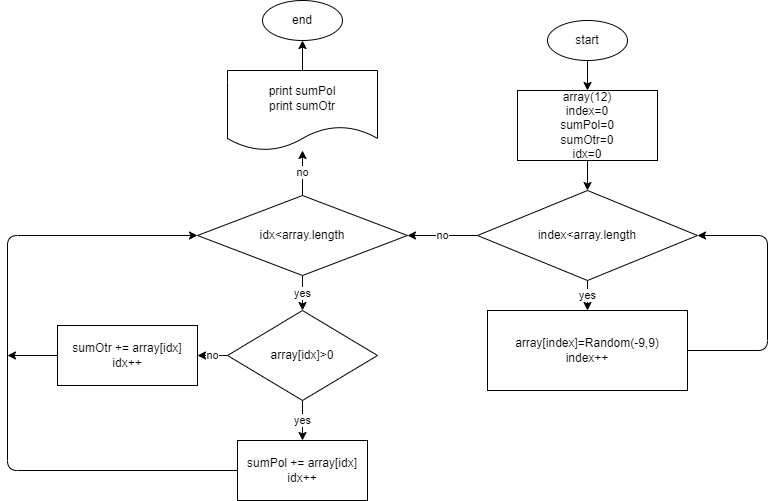 end
start
print sumPol
print sumOtr
array(12)
index=0
sumPol=0
sumOtr=0
idx=0
no
idx<array.length
no
index<array.length
yes
yes
sumOtr += array[idx]
idx++
no
array[idx]>0
array[index]=Random(-9,9)
index++
yes
sumPol += array[idx]
idx++